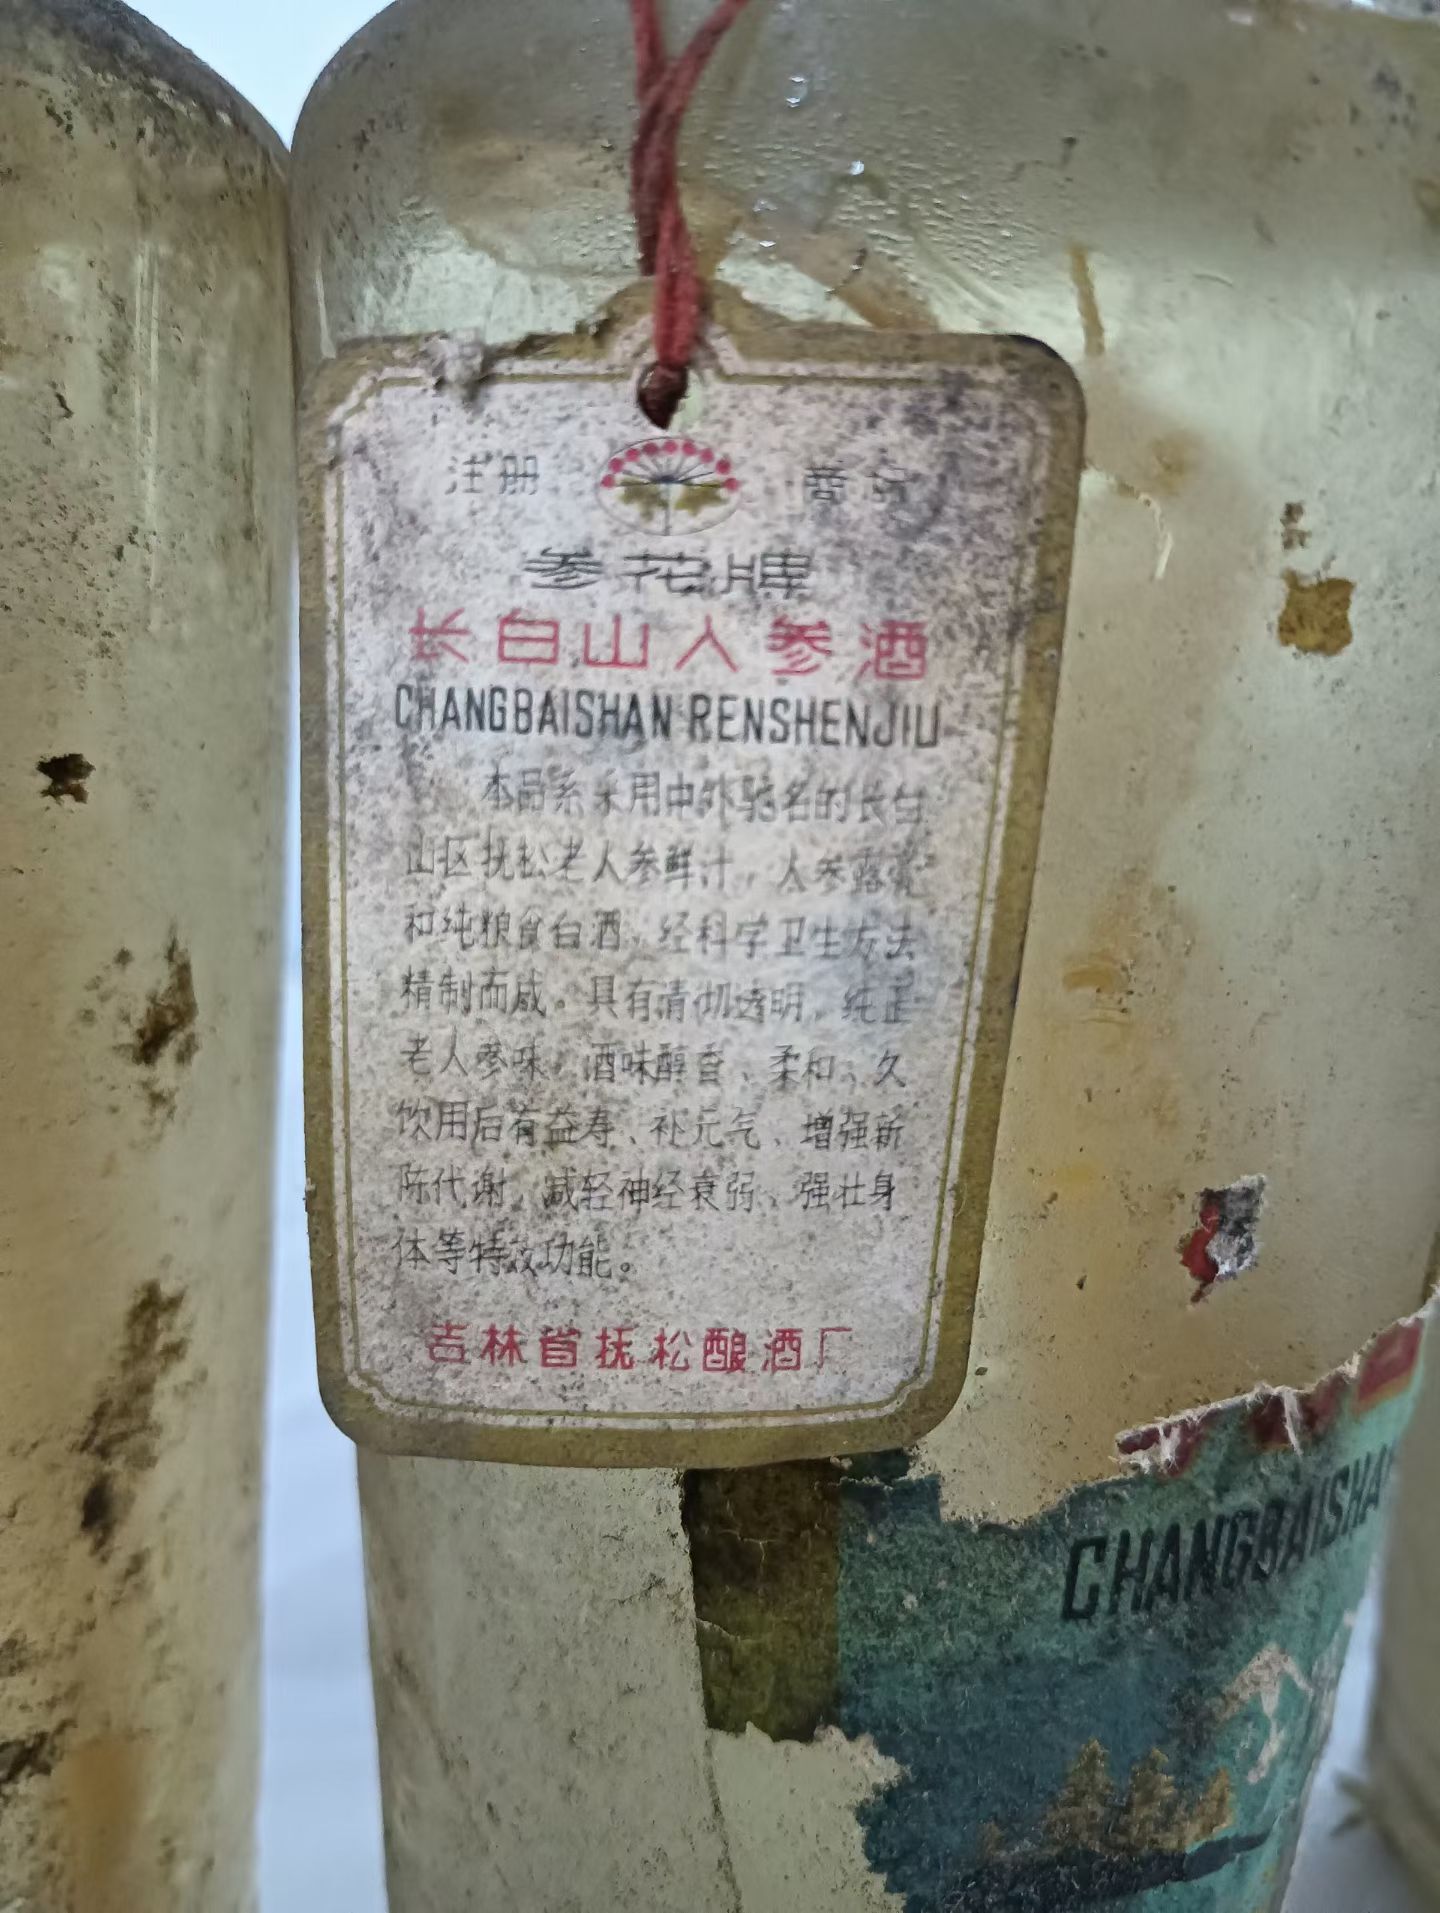 注册 商标
参花牌
长白山人参酒
CHANGBAISHAN RENSHENJIU
本品系采用中外驰名的长白
山区抚松老人参鲜汁，人参露
和纯粮食白酒，经科学卫生方法
精制而成。具有清彻透明，纯正
老人参味，酒味醇香、柔和、久
饮用后有益寿、补元气、增强新
陈代谢，减轻神经衰弱、强壮身
体等特效功能。
吉林省抚松酿酒厂
CHANGBAISHA